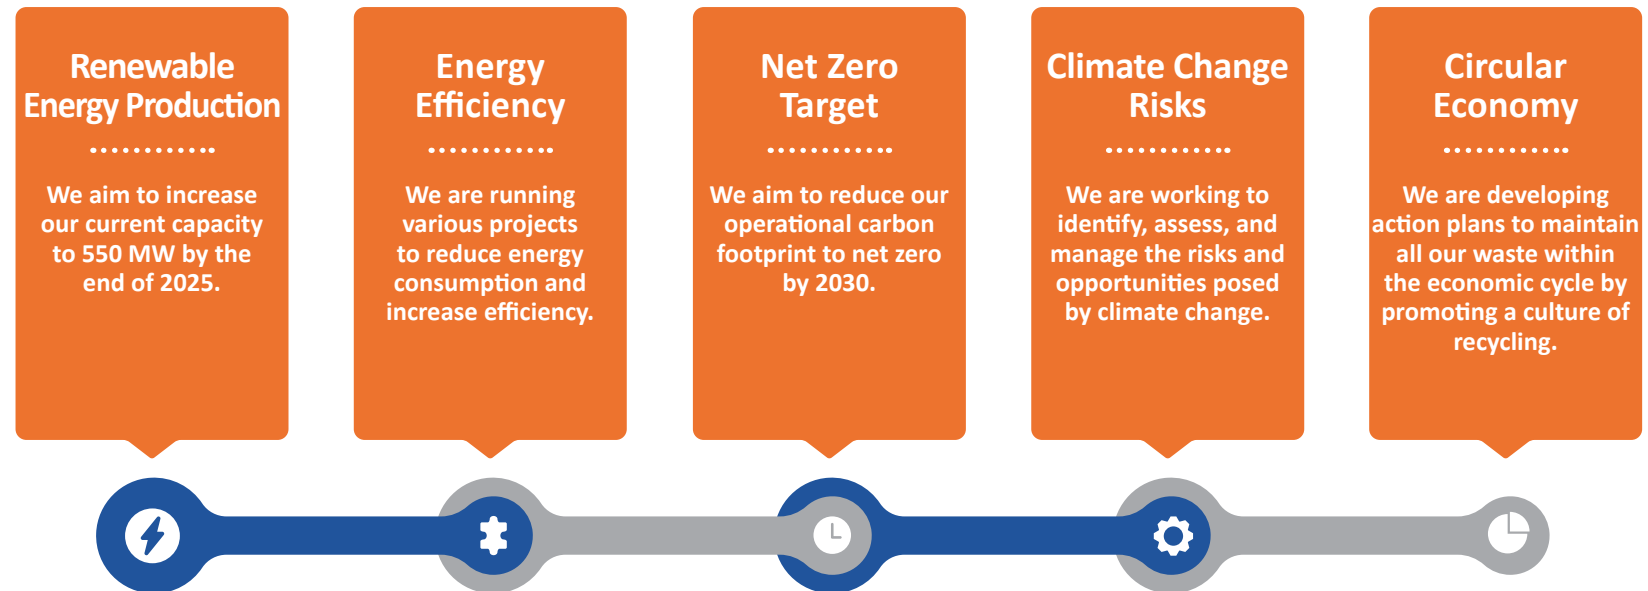 Renewable
Energy Production
We aim to increase
our current capacity
to 550 MW by the
end of 2025.
Energy
Efficiency
We are running
various projects
to reduce energy
consumption and
increase efficiency.
Net Zero
Target
We aim to reduce our
operational carbon
footprint to net zero
by 2030.
Climate Change
Risks
We are working to
identify, assess, and
manage the risks and
opportunities posed
by climate change.
Circular
Economy
We are developing
action plans to maintain
all our waste within
the economic cycle by
promoting a culture of
recycling.